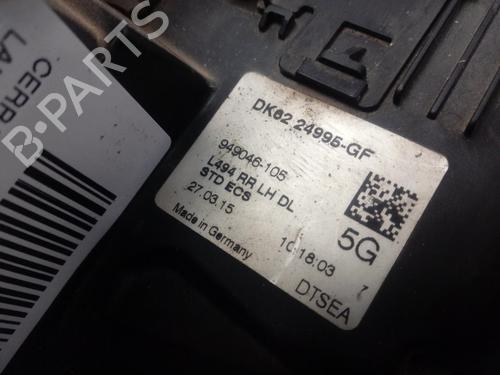 CERR
LA
DK62 24995-GF
949046-105
L494 RR LH DL
STD ECS
27.03.15
10:18:03
Made in Germany
5G
DTSEA
7
B-PARTS